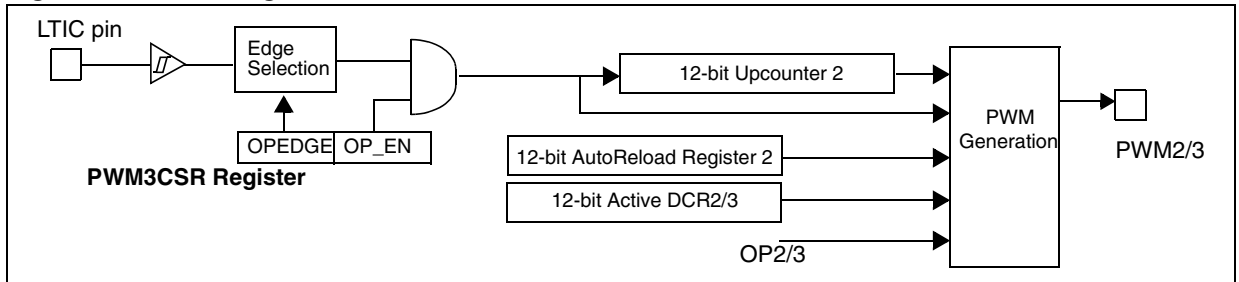 LTIC pin
Edge
Selection
12-bit Upcounter 2
PWM
Generation
OPEDGE
OP_EN
PWM3CSR Register
12-bit AutoReload Register 2
12-bit Active DCR2/3
OP2/3
PWM2/3